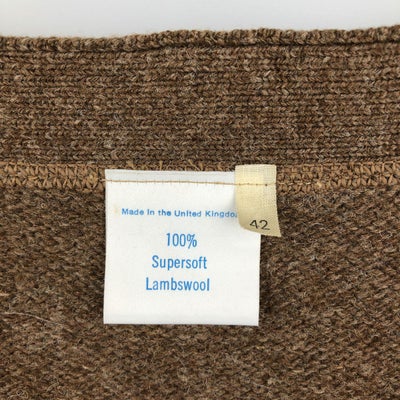 Made in the United Kingdom
42
100%
Supersoft
Lambswool